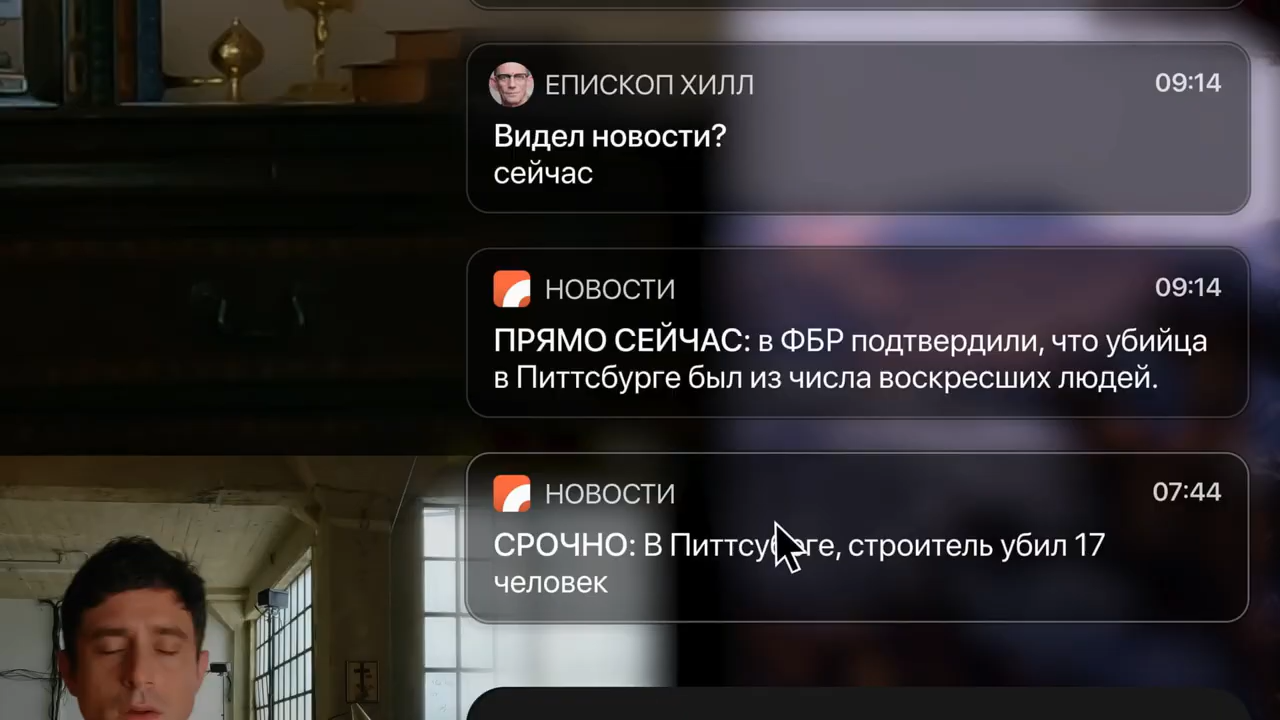 ЕПИСКОП ХИЛЛ 09:14
Видел новости?
сейчас
НОВОСТИ 09:14
ПРЯМО СЕЙЧАС: в ФБР подтвердили, что убийца
в Питтсбурге был из числа воскресших людей.
НОВОСТИ 07:44
СРОЧНО: В Питтсубрге, строитель убил 17
человек